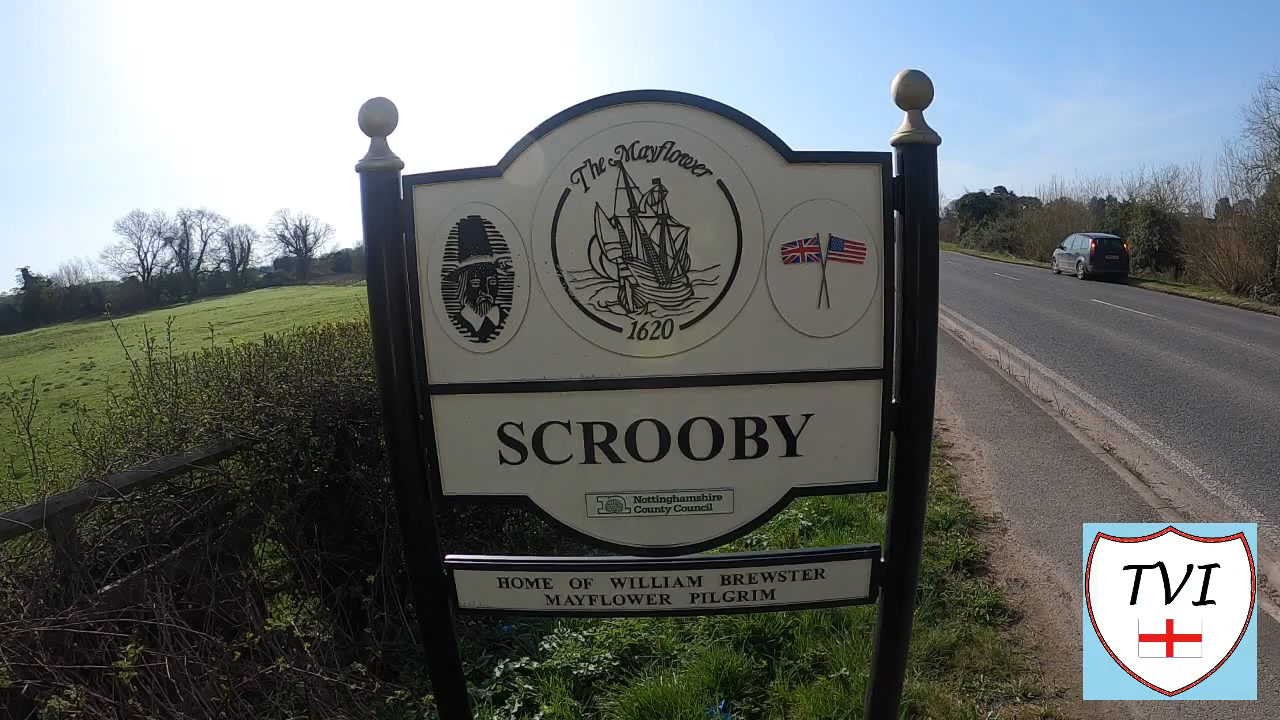 The Mayflower
1620
SCROOBY
Nottinghamshire
County Council
HOME OF WILLIAM BREWSTER
MAYFLOWER PILGRIM
TVI